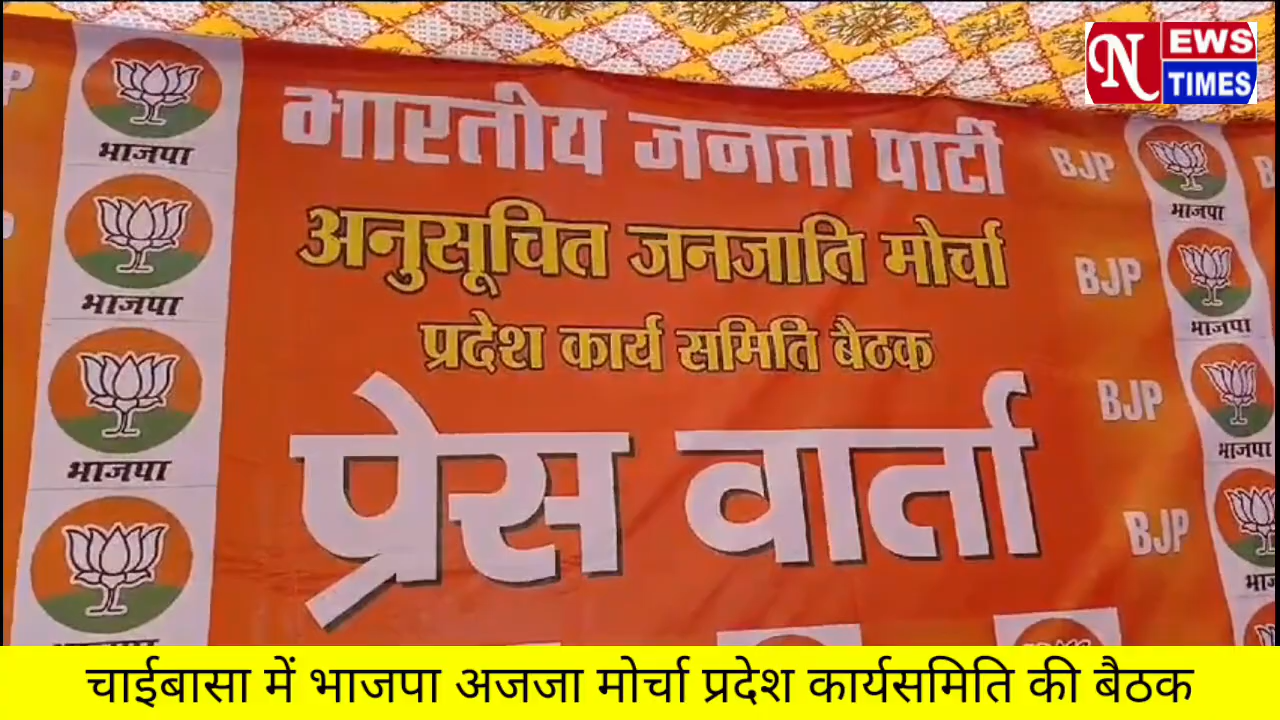 NEWS
TIMES
भारतीय जनता पार्टी
अनुसूचित जनजाति मोर्चा
प्रदेश कार्य समिति बैठक
प्रेस वार्ता
भाजपा
भाजपा
भाजपा
BJP
BJP
BJP
BJP
भाजपा
भाजपा
भाजपा
चाईबासा में भाजपा अजजा मोर्चा प्रदेश कार्यसमिति की बैठक